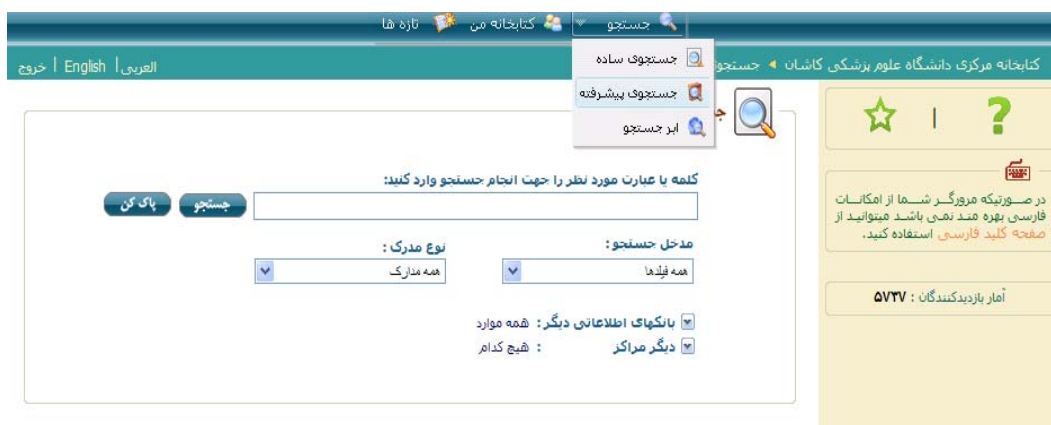 جستجو کتابخانه من تازه ها
کتابخانه مرکزی دانشگاه علوم پزشکی کاشان جستجو
العربی | English | خروج
جستجوی ساده
جستجوی پیشرفته
ابر جستجو
کلمه یا عبارت مورد نظر را جهت انجام جستجو وارد کنید:
جستجو پاک کن
مدخل جستجو : نوع مدرک :
همه فیلدها همه مدارک
بانکهای اطلاعاتی دیگر : همه موارد
دیگر مراکز : هیچ کدام
در صورتیکه مرورگر شما از امکانات
فارسی بهره مند نمی باشد میتوانید از
صفحه کلید فارسی استفاده کنید.
آمار بازدیدکنندگان : ۵۷۳۷